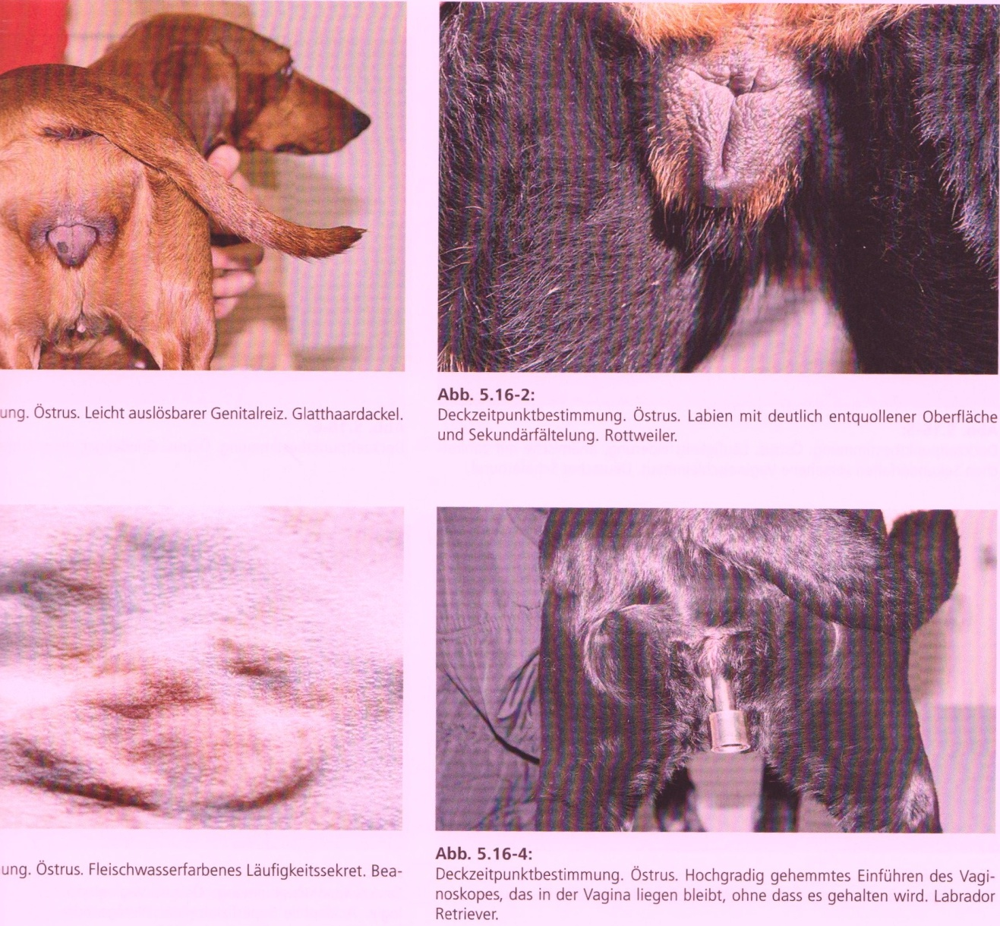 ung. Östrus. Leicht auslösbarer Genitalreiz. Glatthaardackel.
Abb. 5.16-2:
Deckzeitpunktbestimmung. Östrus. Labien mit deutlich entquollener Oberfläche
und Sekundärfältelung. Rottweiler.
ung. Östrus. Fleischwasserfarbenes Läufigkeitssekret. Bea-
Abb. 5.16-4:
Deckzeitpunktbestimmung. Östrus. Hochgradig gehemmtes Einführen des Vagi-
noskopes, das in der Vagina liegen bleibt, ohne dass es gehalten wird. Labrador
Retriever.